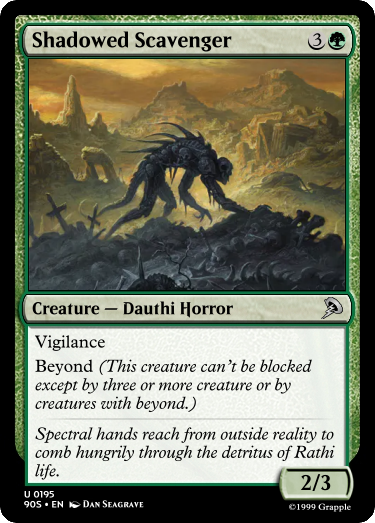 Shadowed Scavenger 3
Creature — Dauthi Horror
Vigilance
Beyond (This creature can't be blocked
except by three or more creature or by
creatures with beyond.)
Spectral hands reach from outside reality to
comb hungrily through the detritus of Rathi
life.
2/3
U 0195
90S • EN Dan Seagrave
©1999 Grapple